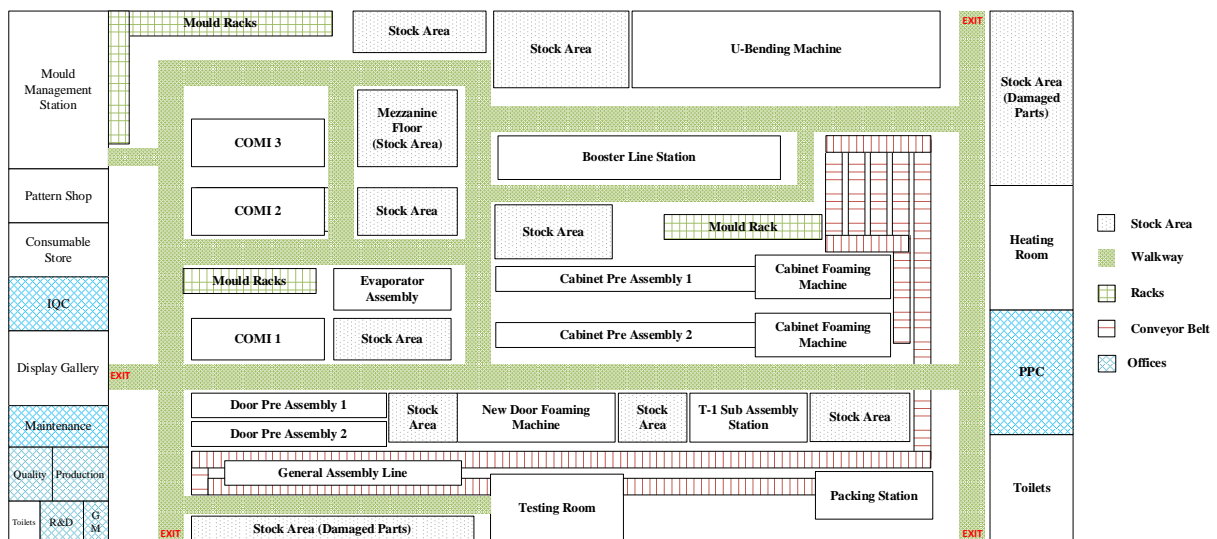 Mould Racks
EXIT
Stock Area
Stock Area
U-Bending Machine
Mould
Management
Station
Stock Area
(Damaged
Parts)
Mezzanine
Floor
(Stock Area)
COMI 3
Booster Line Station
Pattern Shop
COMI 2
Stock Area
Stock Area
Mould Rack
Stock Area
Consumable
Store
Heating
Room
Walkway
Mould Racks
Evaporator
Assembly
Cabinet Pre Assembly 1
Cabinet Foaming
Machine
Racks
IQC
COMI 1
Stock Area
Cabinet Pre Assembly 2
Cabinet Foaming
Machine
Conveyor Belt
Display Gallery
EXIT
PPC
Offices
Door Pre Assembly 1
Stock
Area
New Door Foaming
Machine
Stock
Area
T-1 Sub Assembly
Station
Stock Area
Maintenance
Door Pre Assembly 2
Quality
Production
General Assembly Line
Testing Room
Packing Station
Toilets
Toilets
R&D
G
M
EXIT
Stock Area (Damaged Parts)
EXIT